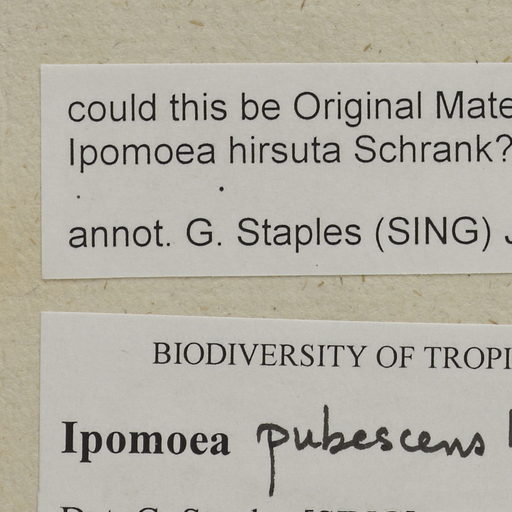 could this be Original Mate
Ipomoea hirsuta Schrank?
annot. G. Staples (SING)
BIODIVERSITY OF TROPI
Ipomoea pubescens